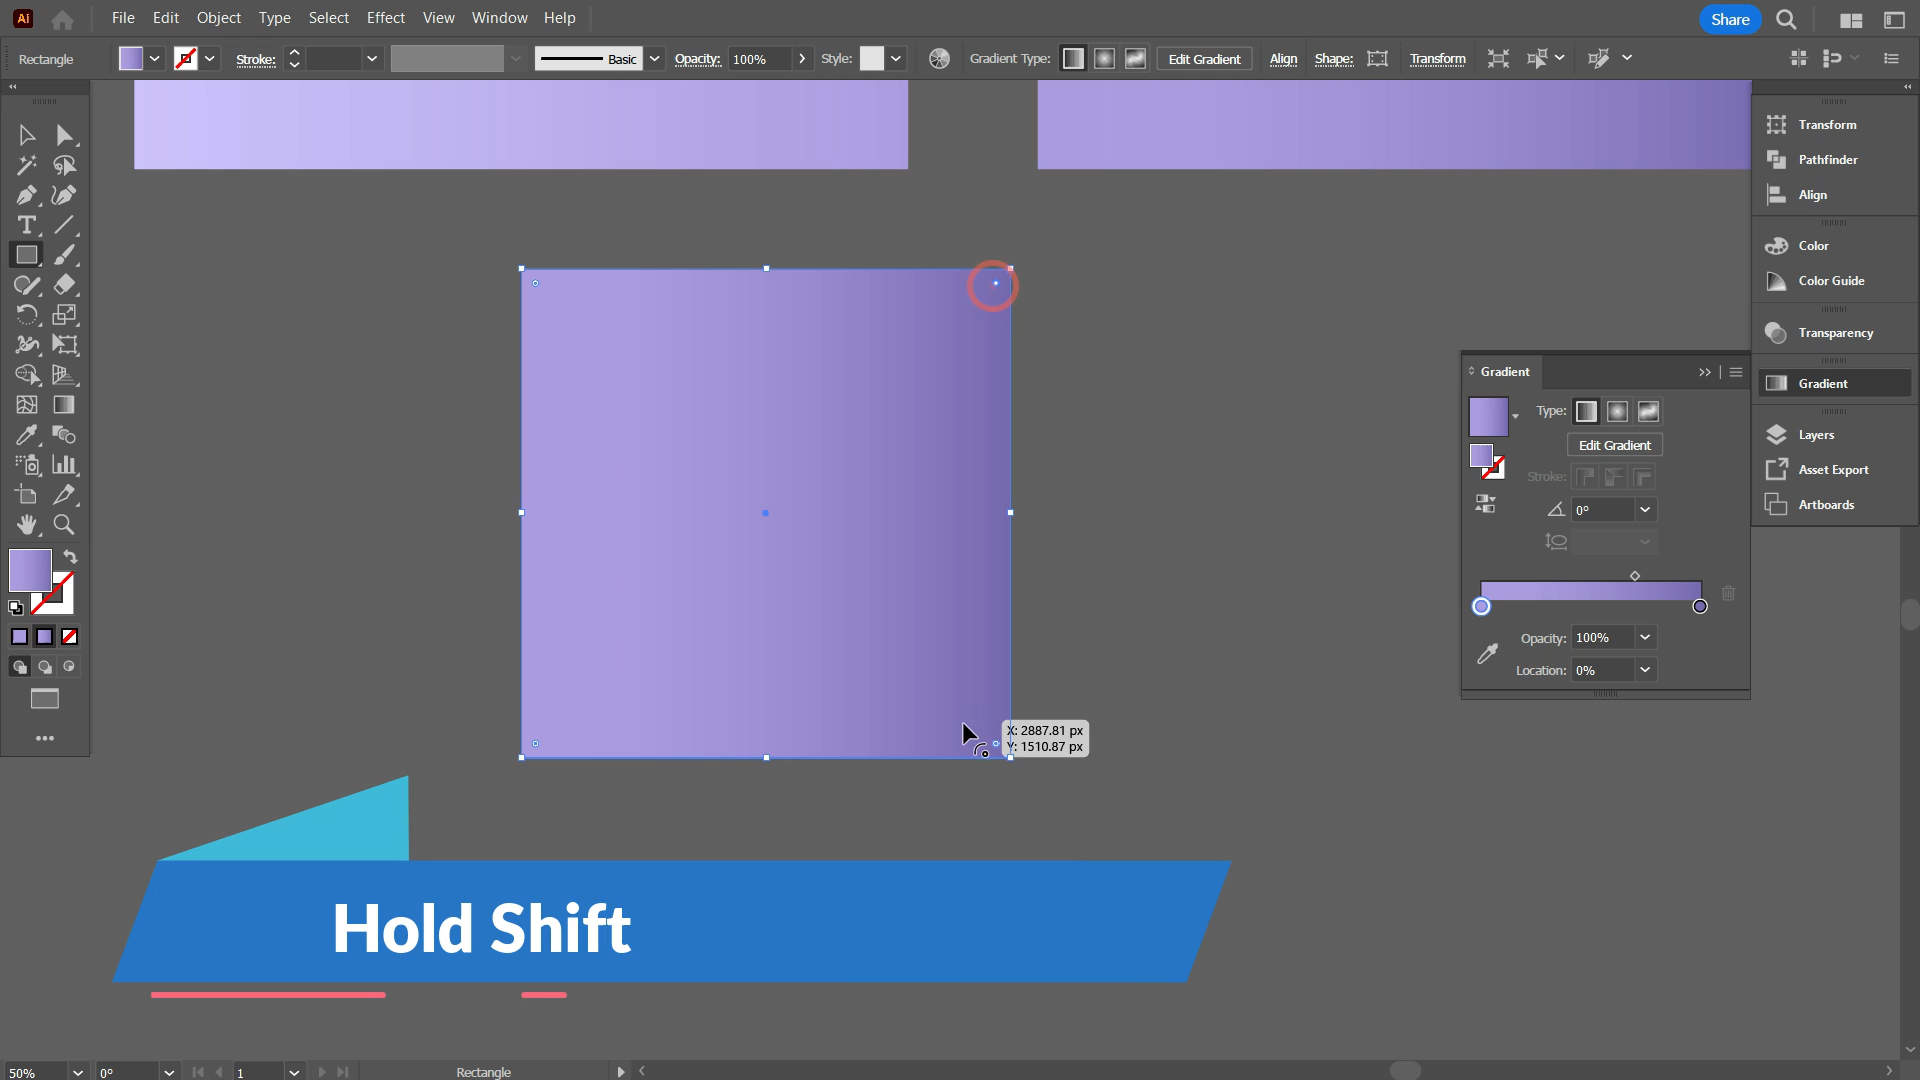 Ai File Edit Object Type Select Effect View Window Help Share
Rectangle Stroke: Basic Opacity: 100% Style: Gradient Type: Edit Gradient Align Shape: Transform
Transform
Pathfinder
Align
Color
Color Guide
Transparency
Gradient
Layers
Asset Export
Artboards
Gradient
Type:
Edit Gradient
Stroke:
0°
Opacity: 100%
Location: 0%
X: 2887.81 px
Y: 1510.87 px
Hold Shift
50% 0° 1 Rectangle